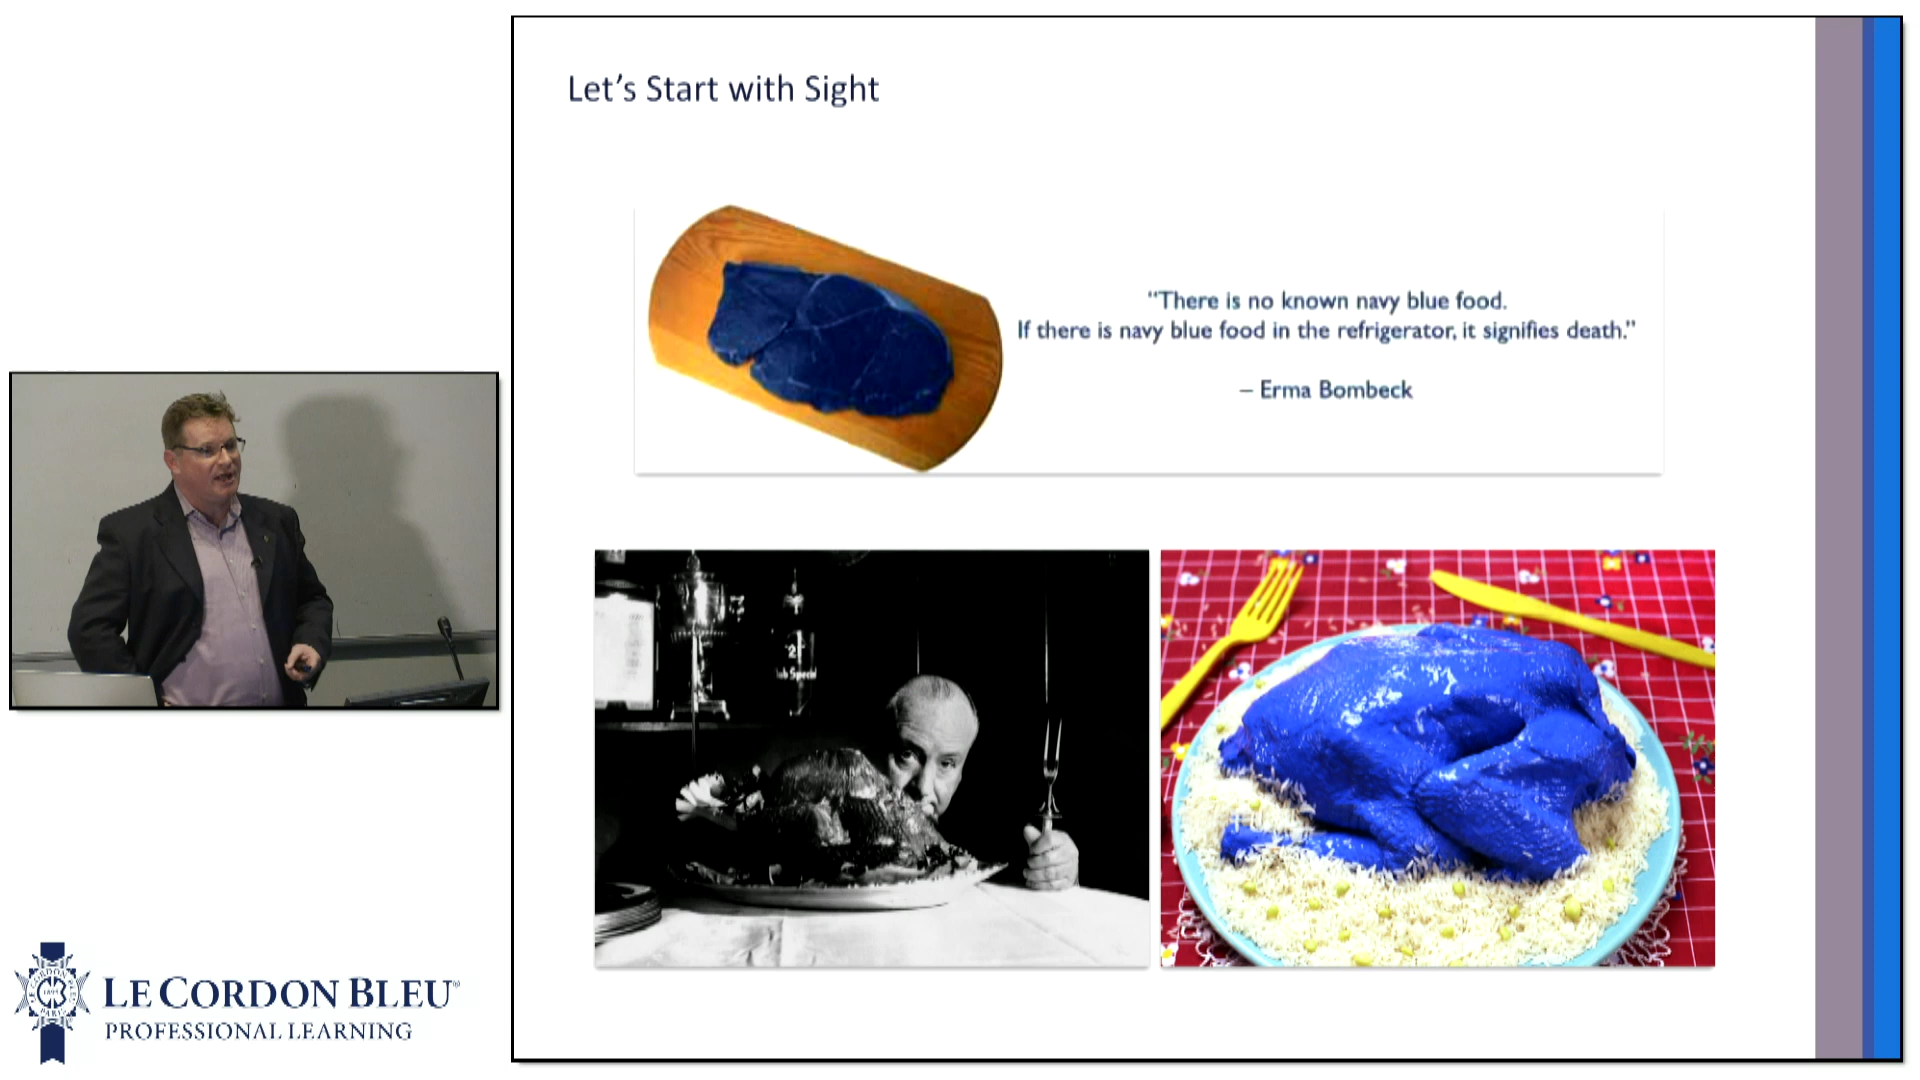 Let's Start with Sight
“There is no known navy blue food.
If there is navy blue food in the refrigerator, it signifies death.”
– Erma Bombeck
2
LE CORDON BLEU®
PROFESSIONAL LEARNING